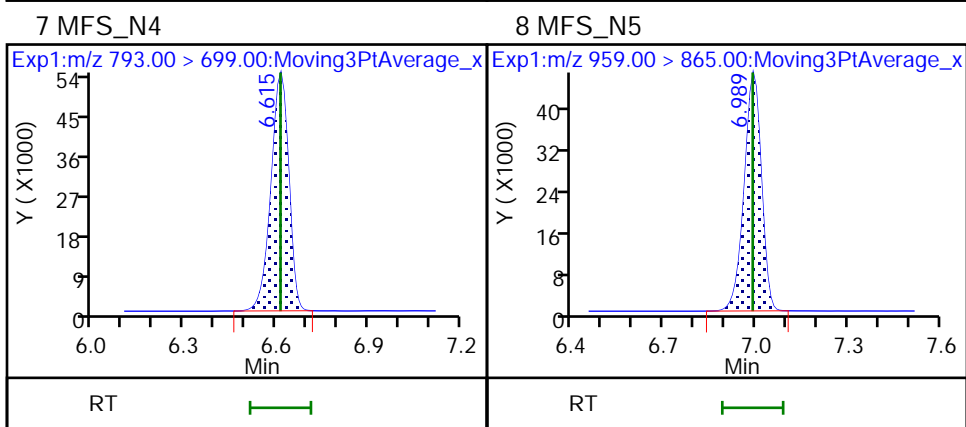 7 MFS_N4
8 MFS_N5
Exp1:m/z 793.00 > 699.00:Moving3PtAverage_x
Exp1:m/z 959.00 > 865.00:Moving3PtAverage_x
6.615
6.989
Y ( X1000)
54
45
36
27
18
9
0
6.0 6.3 6.6 6.9 7.2
Min
Y ( X1000)
40
32
24
16
8
0
6.4 6.7 7.0 7.3 7.6
Min
RT
RT